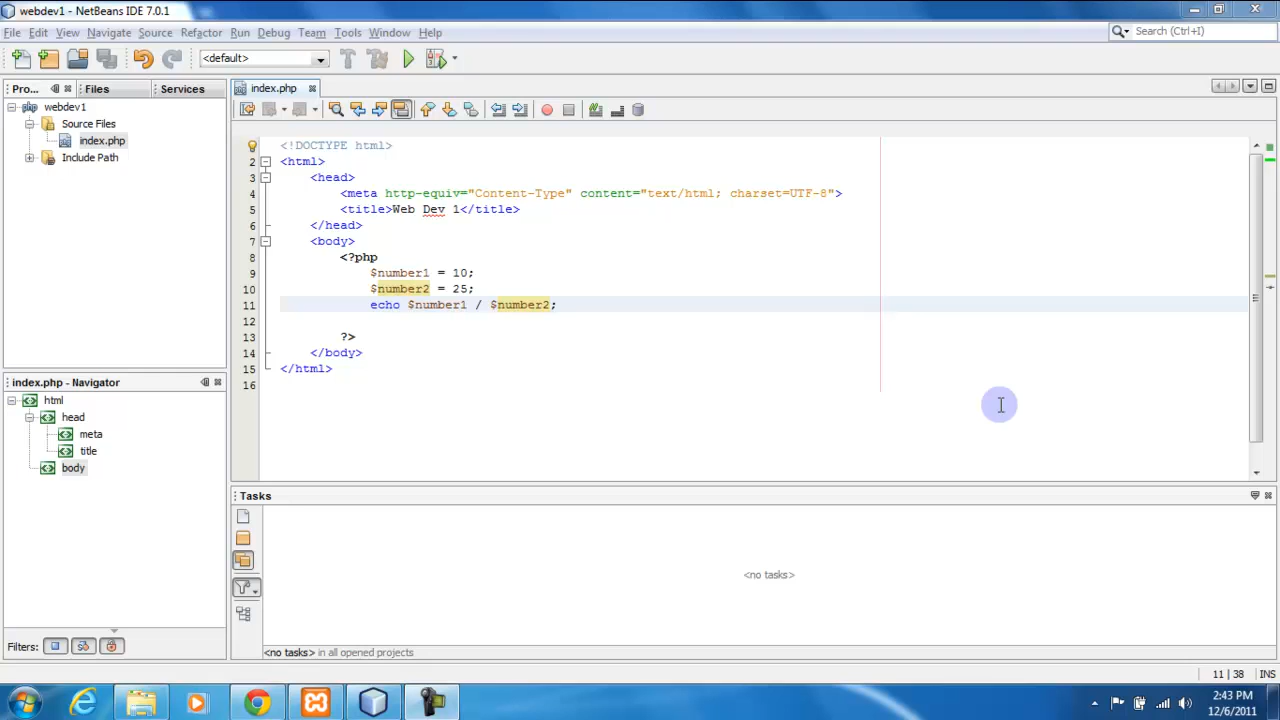 webdev1 - NetBeans IDE 7.0.1
File Edit View Navigate Source Refactor Run Debug Team Tools Window Help
Search (Ctrl+I)
<default>
Pro... Files Services
webdev1
Source Files
index.php
Include Path
index.php - Navigator
html
head
meta
title
body
Filters:
index.php
<!DOCTYPE html>
2 <html>
3 <head>
4 <meta http-equiv="Content-Type" content="text/html; charset=UTF-8">
5 <title>Web Dev 1</title>
6 </head>
7 <body>
8 <?php
9 $number1 = 10;
10 $number2 = 25;
11 echo $number1 / $number2;
12
13 ?>
14 </body>
15 </html>
16
Tasks
<no tasks>
<no tasks> in all opened projects
11 | 38 INS
2:43 PM
12/6/2011